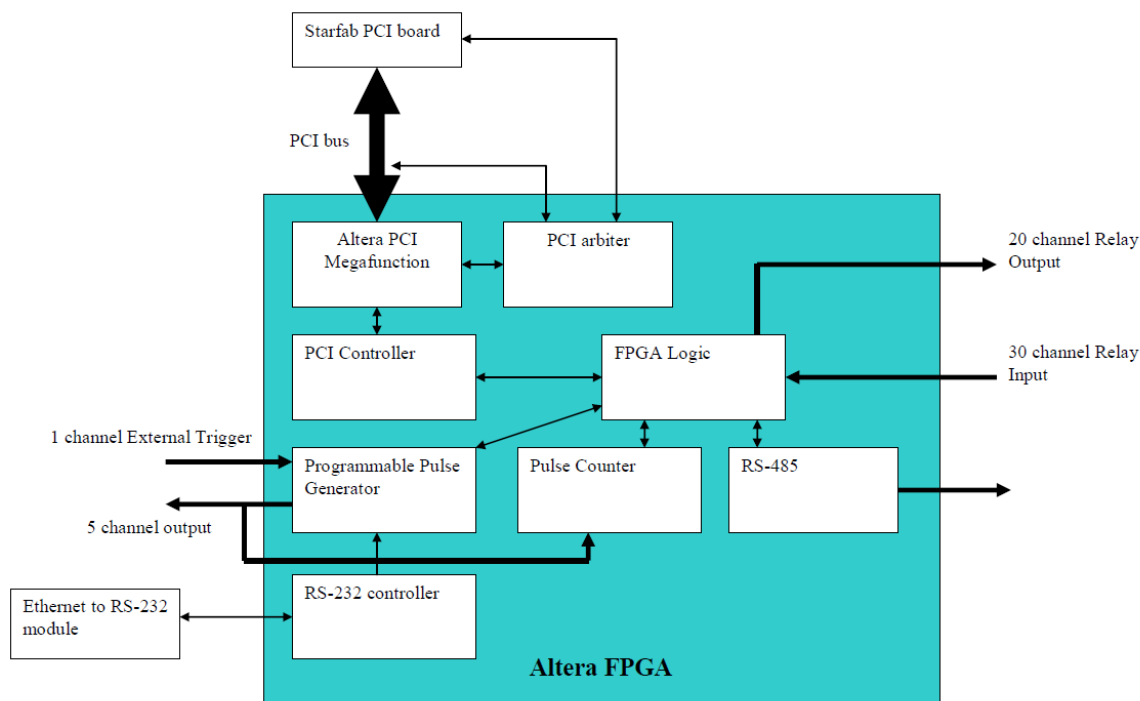 Starfab PCI board
PCI bus
Altera PCI
Megafunction
PCI arbiter
20 channel Relay
Output
PCI Controller
FPGA Logic
30 channel Relay
Input
1 channel External Trigger
Programmable Pulse
Generator
Pulse Counter
RS-485
5 channel output
RS-232 controller
Ethernet to RS-232
module
Altera FPGA